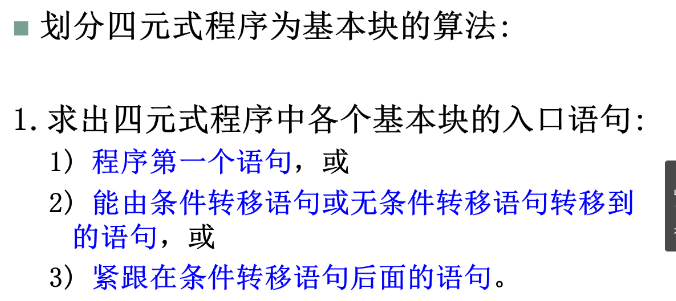 ■ 划分四元式程序为基本块的算法:
1. 求出四元式程序中各个基本块的入口语句:
1) 程序第一个语句，或
2) 能由条件转移语句或无条件转移语句转移到
的语句，或
3) 紧跟在条件转移语句后面的语句。